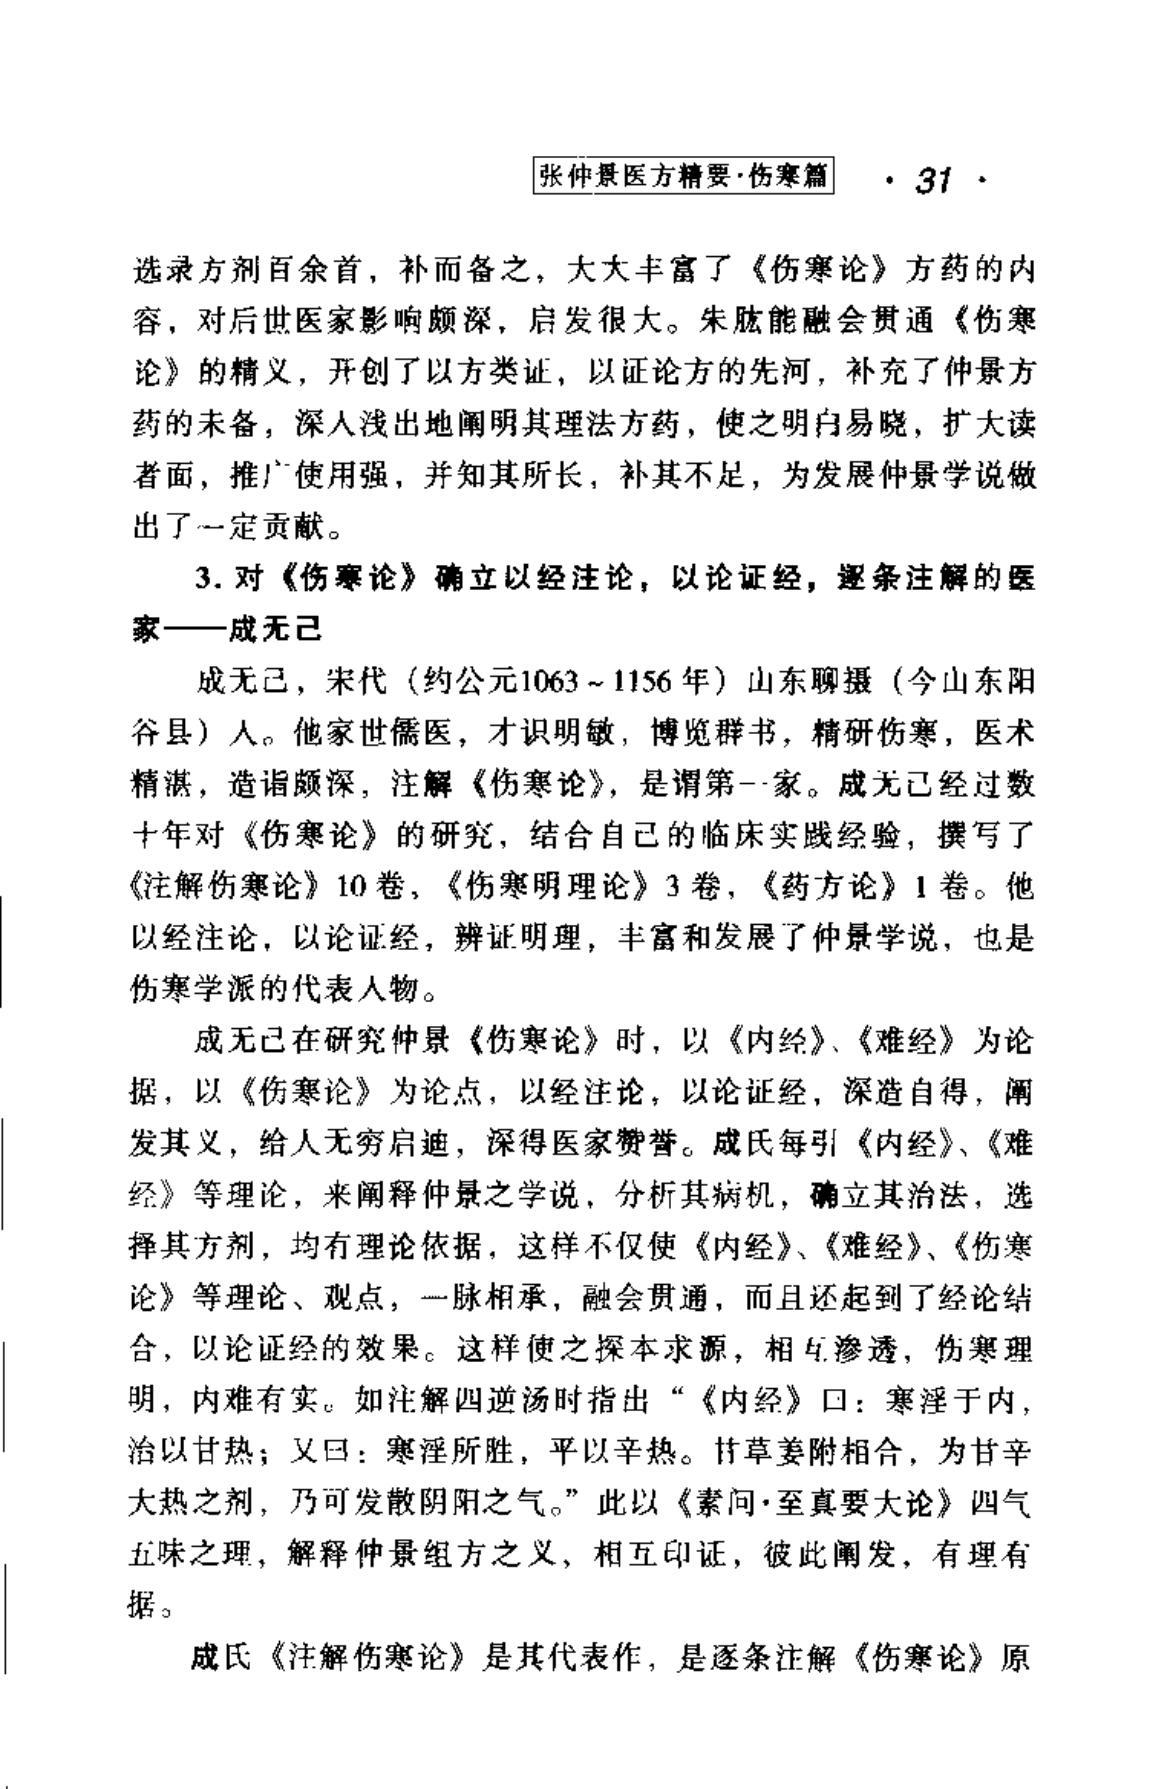 张仲景医方精要·伤寒篇 · 31 ·
选录方剂百余首，补而备之，大大丰富了《伤寒论》方药的内
容，对后世医家影响颇深，启发很大。朱肱能融会贯通《伤寒
论》的精义，开创了以方类证，以证论方的先河，补充了仲景方
药的未备，深人浅出地阐明其理法方药，使之明白易晓，扩大读
者面，推广使用强，并知其所长，补其不足，为发展仲景学说做
出了一定贡献。
3. 对《伤寒论》确立以经注论，以论证经，逐条注解的医
家——成无己
成无己，宋代（约公元1063～1156年）山东聊摄（今山东阳
谷县）人。他家世儒医，才识明敏，博览群书，精研伤寒，医术
精湛，造诣颇深，注解《伤寒论》，是谓第一家。成无己经过数
十年对《伤寒论》的研究，结合自己的临床实践经验，撰写了
《注解伤寒论》10卷，《伤寒明理论》3卷，《药方论》1卷。他
以经注论，以论证经，辨证明理，丰富和发展了仲景学说，也是
伤寒学派的代表人物。
成无己在研究仲景《伤寒论》时，以《内经》、《难经》为论
据，以《伤寒论》为论点，以经注论，以论证经，深造自得，阐
发其义，给人无穷启迪，深得医家赞誉。成氏每引《内经》、《难
经》等理论，来阐释仲景之学说，分析其病机，确立其治法，选
择其方剂，均有理论依据，这样不仅使《内经》、《难经》、《伤寒
论》等理论、观点，一脉相承，融会贯通，而且还起到了经论结
合，以论证经的效果。这样使之探本求源，相互渗透，伤寒理
明，内难有实。如注解四逆汤时指出“《内经》曰：寒淫于内，
治以甘热；又曰：寒淫所胜，平以辛热。甘草姜附相合，为甘辛
大热之剂，乃可发散阴阳之气。”此以《素问·至真要大论》四气
五味之理，解释仲景组方之义，相互印证，彼此阐发，有理有
据。
成氏《注解伤寒论》是其代表作，是逐条注解《伤寒论》原